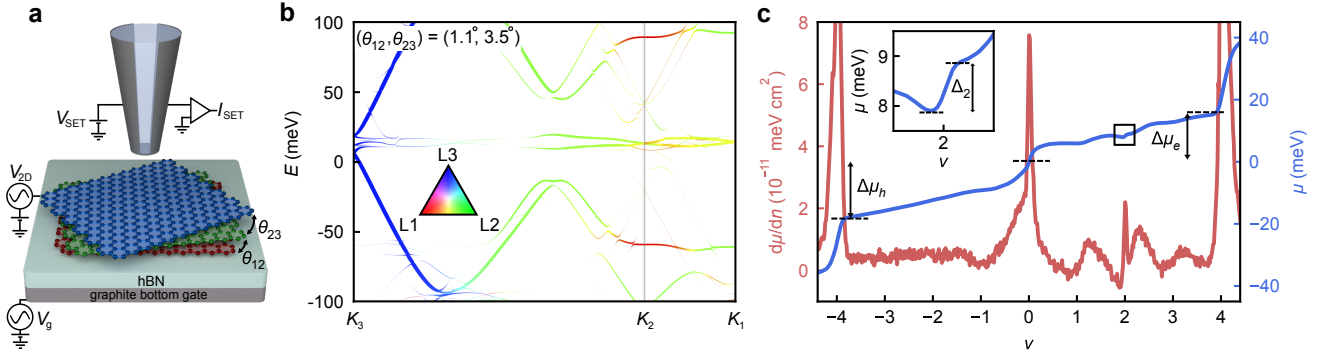 a
V_SET
I_SET
V_2D
θ_23
θ_12
hBN
graphite bottom gate
V_g
b
(θ_12, θ_23) = (1.1°, 3.5°)
100
50
0
-50
-100
E (meV)
L3
L1
L2
K_3
K_2
K_1
c
dμ/dn (10^-11 meV cm^2)
8
6
4
2
0
μ (meV)
9
8
Δ_2
2
ν
Δμ_h
Δμ_e
40
20
0
−20
−40
μ (meV)
−4
−3
−2
−1
0
1
2
3
4
ν